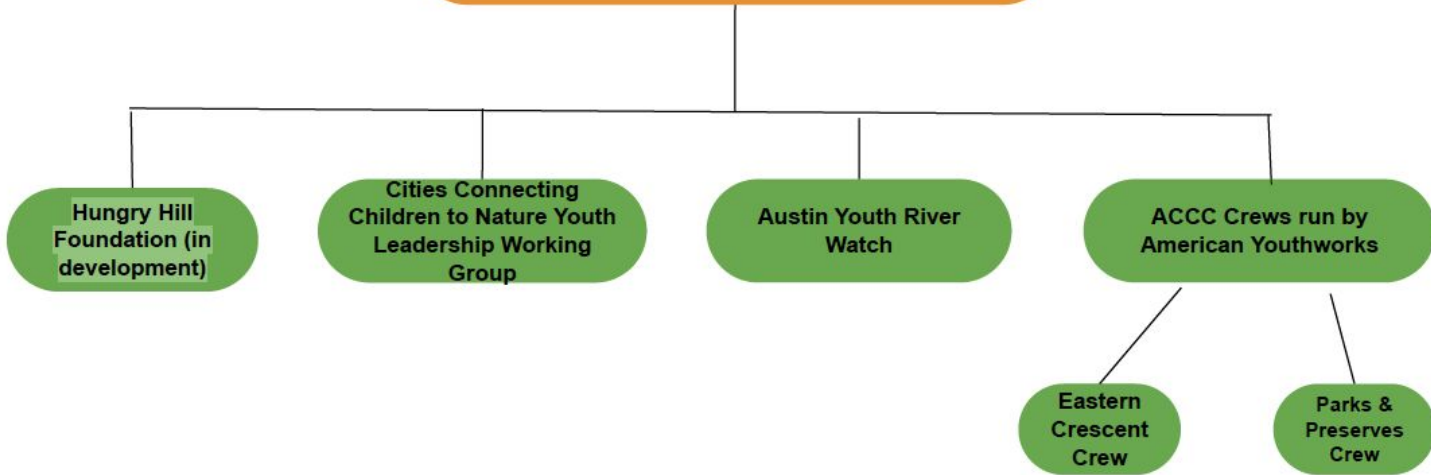 Hungry Hill
Foundation (in
development)
Cities Connecting
Children to Nature Youth
Leadership Working
Group
Austin Youth River
Watch
ACCC Crews run by
American Youthworks
Eastern
Crescent
Crew
Parks &
Preserves
Crew